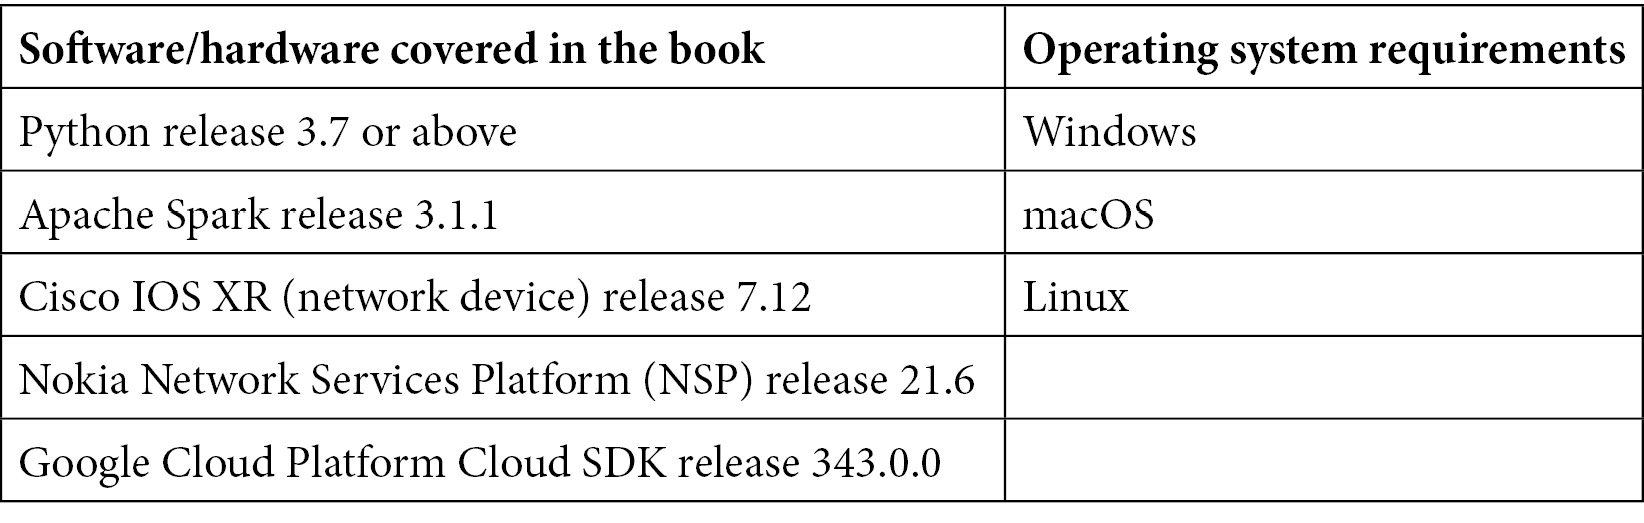 Software/hardware covered in the book Operating system requirements
Python release 3.7 or above Windows
Apache Spark release 3.1.1 macOS
Cisco IOS XR (network device) release 7.12 Linux
Nokia Network Services Platform (NSP) release 21.6
Google Cloud Platform Cloud SDK release 343.0.0